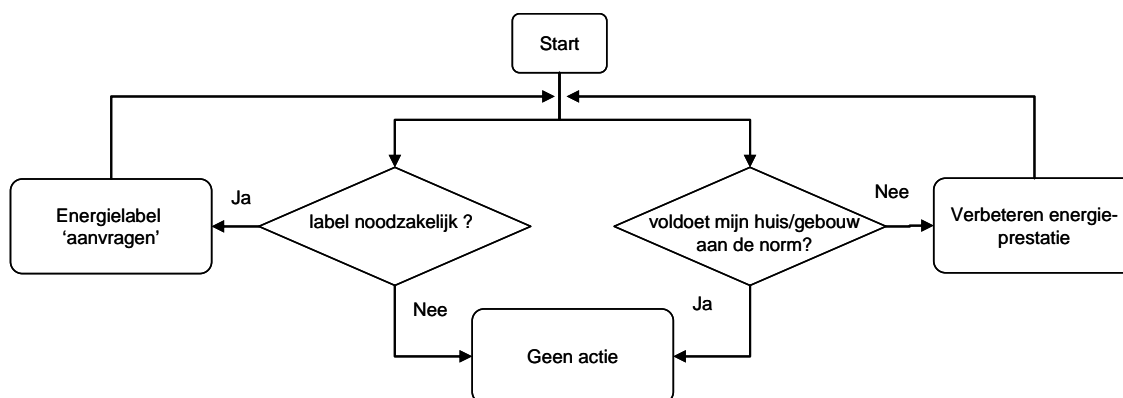 Start
Ja
Energielabel
‘aanvragen’
label noodzakelijk ?
voldoet mijn huis/gebouw
aan de norm?
Nee
Verbeteren energie-
prestatie
Nee
Ja
Geen actie